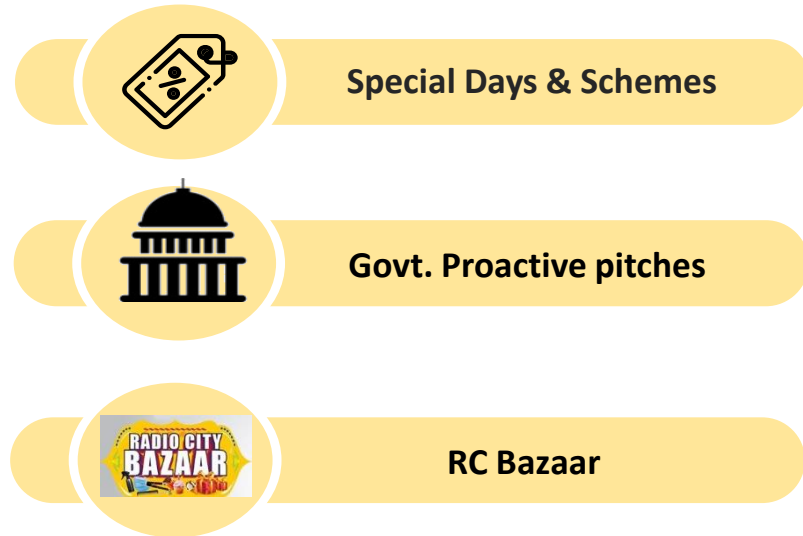 Special Days & Schemes
Govt. Proactive pitches
RADIO CITY
BAZAAR
RC Bazaar